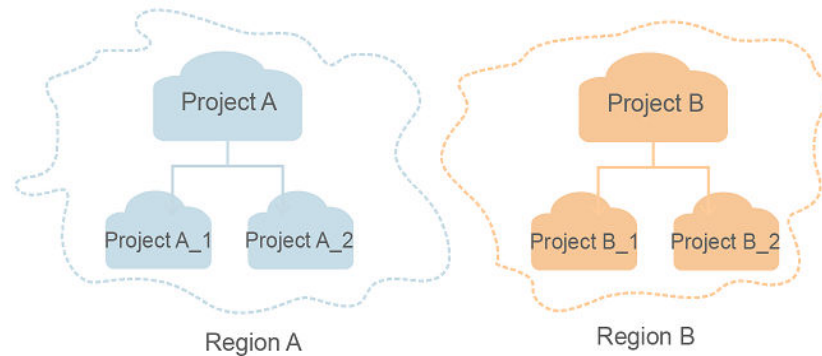 Project A
Project A_1
Project A_2
Region A
Project B
Project B_1
Project B_2
Region B